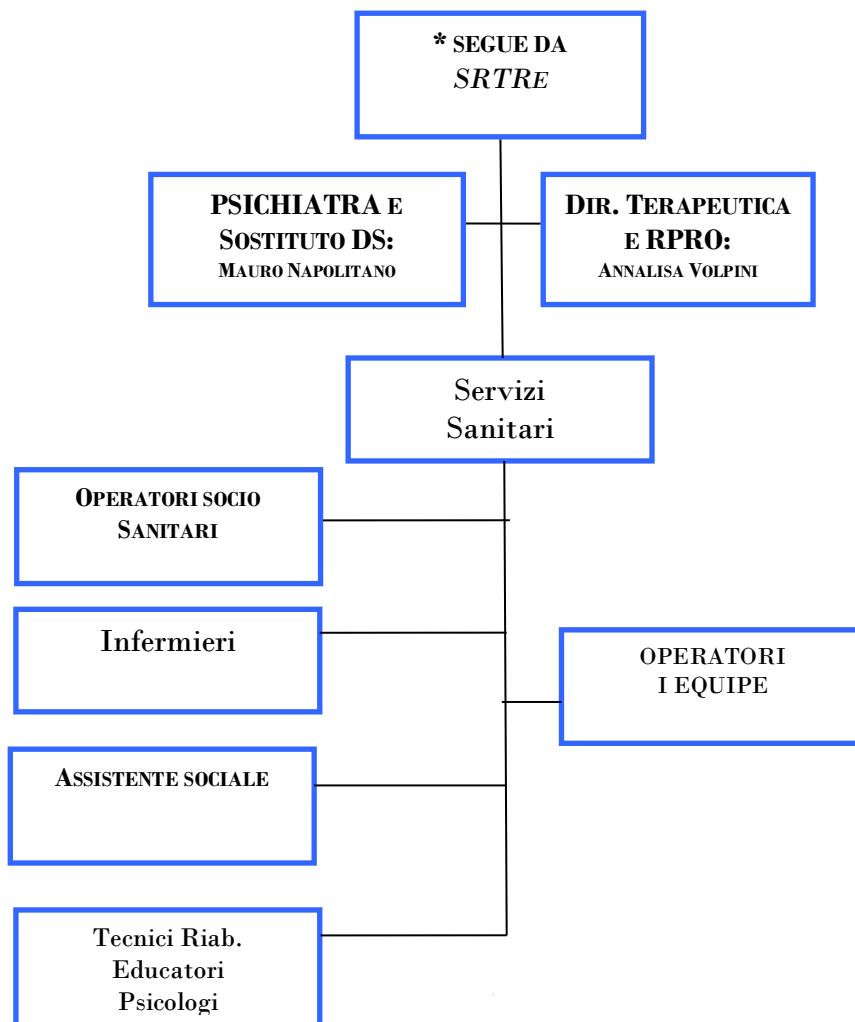 * SEGUE DA
SRTRE
PSICHIATRA E
SOSTITUTO DS:
MAURO NAPOLITANO
DIR. TERAPEUTICA
E RPRO:
ANNALISA VOLPINI
Servizi
Sanitari
OPERATORI SOCIO
SANITARI
Infermieri
OPERATORI
I EQUIPE
ASSISTENTE SOCIALE
Tecnici Riab.
Educatori
Psicologi